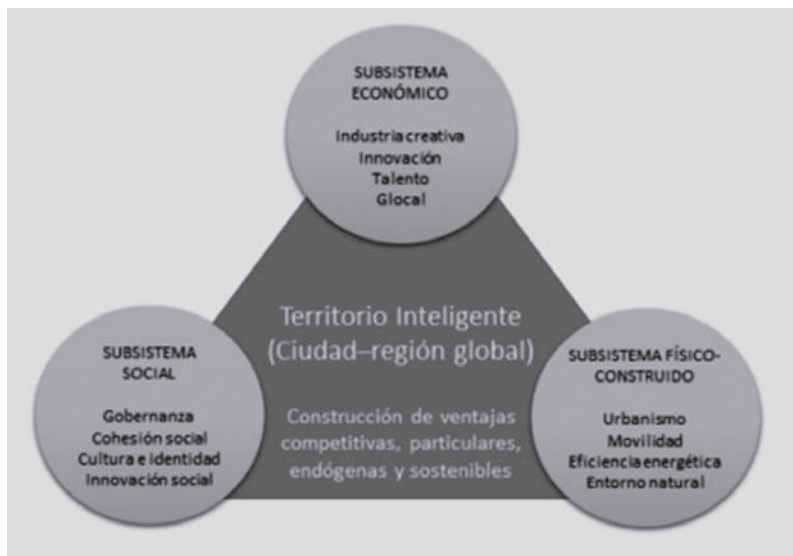 SUBSISTEMA
ECONÓMICO
Industria creativa
Innovación
Talento
Glocal
Territorio Inteligente
(Ciudad–región global)
Construcción de ventajas
competitivas, particulares,
endógenas y sostenibles
SUBSISTEMA
SOCIAL
Gobernanza
Cohesión social
Cultura e identidad
Innovación social
SUBSISTEMA FÍSICO-
CONSTRUIDO
Urbanismo
Movilidad
Eficiencia energética
Entorno natural